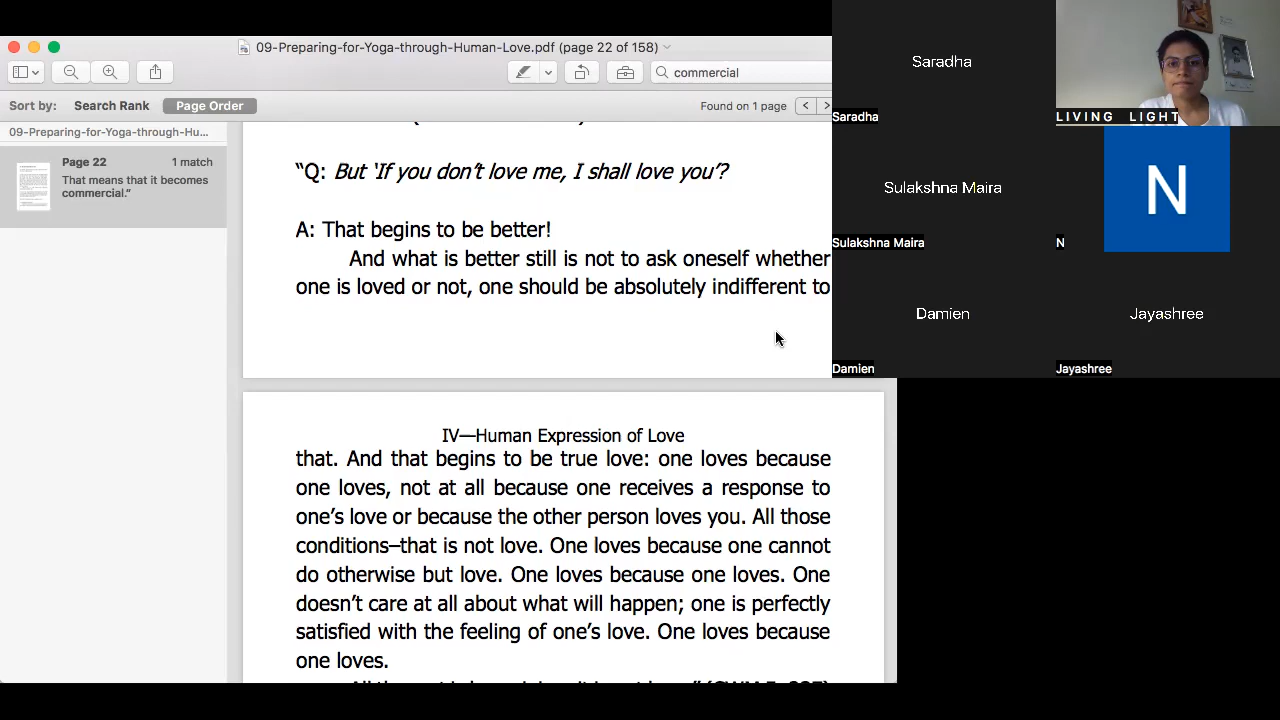 09-Preparing-for-Yoga-through-Human-Love.pdf (page 22 of 158)
commercial
Sort by: Search Rank Page Order
Found on 1 page
09-Preparing-for-Yoga-through-Hu...
Page 22 1 match
That means that it becomes
commercial.”
“Q: But ‘If you don’t love me, I shall love you’?
A: That begins to be better!
And what is better still is not to ask oneself whether
one is loved or not, one should be absolutely indifferent to
IV—Human Expression of Love
that. And that begins to be true love: one loves because
one loves, not at all because one receives a response to
one’s love or because the other person loves you. All those
conditions–that is not love. One loves because one cannot
do otherwise but love. One loves because one loves. One
doesn’t care at all about what will happen; one is perfectly
satisfied with the feeling of one’s love. One loves because
one loves.
Saradha
Saradha
LIVING LIGHT
Sulakshna Maira
Sulakshna Maira
N
N
Damien
Damien
Jayashree
Jayashree